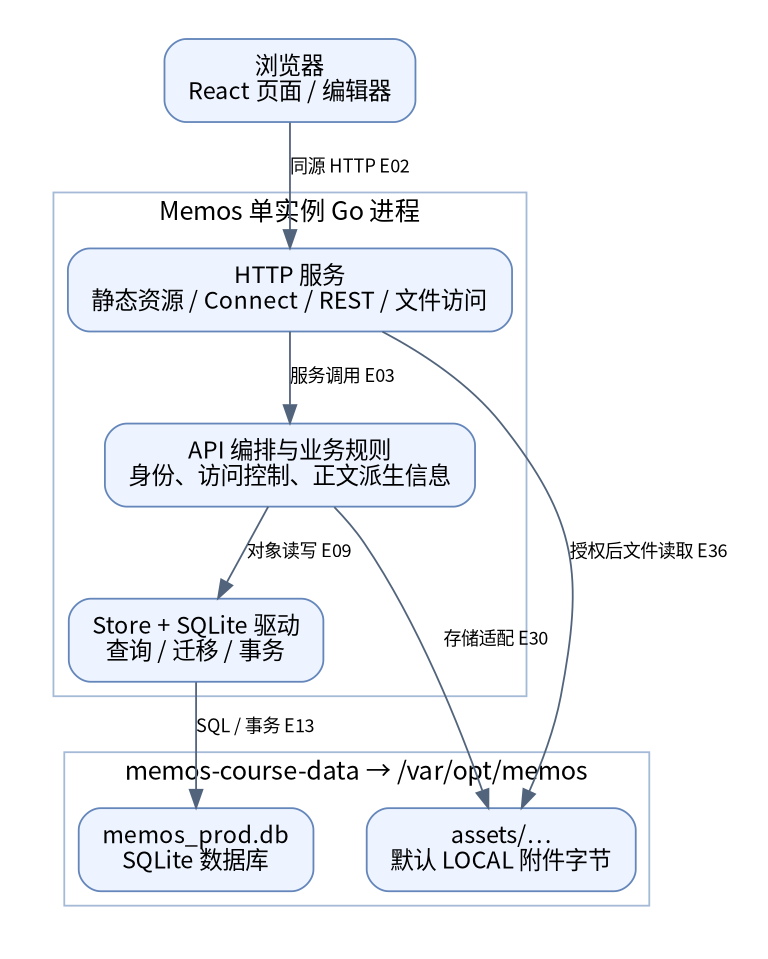 浏览器
React 页面 / 编辑器
同源 HTTP E02
Memos 单实例 Go 进程
HTTP 服务
静态资源 / Connect / REST / 文件访问
服务调用 E03
API 编排与业务规则
身份、访问控制、正文派生信息
对象读写 E09
授权后文件读取 E36
Store + SQLite 驱动
查询 / 迁移 / 事务
存储适配 E30
SQL / 事务 E13
memos-course-data → /var/opt/memos
memos_prod.db
SQLite 数据库
assets/…
默认 LOCAL 附件字节